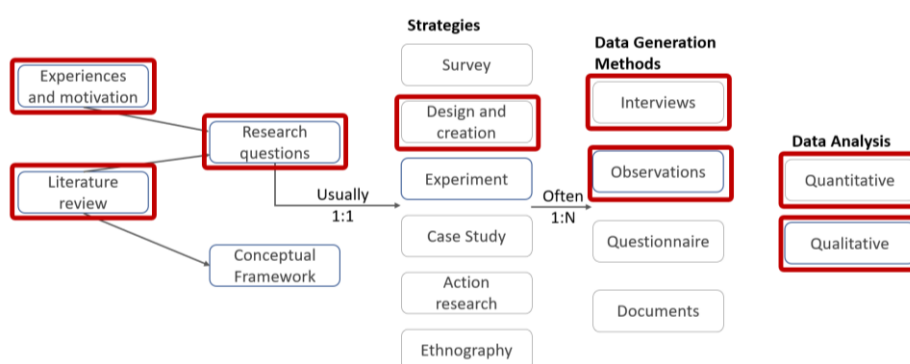 Strategies
Data Generation
Methods
Data Analysis
Experiences
and motivation
Literature
review
Research
questions
Conceptual
Framework
Usually
1:1
Survey
Design and
creation
Experiment
Case Study
Action
research
Ethnography
Often
1:N
Interviews
Observations
Questionnaire
Documents
Quantitative
Qualitative